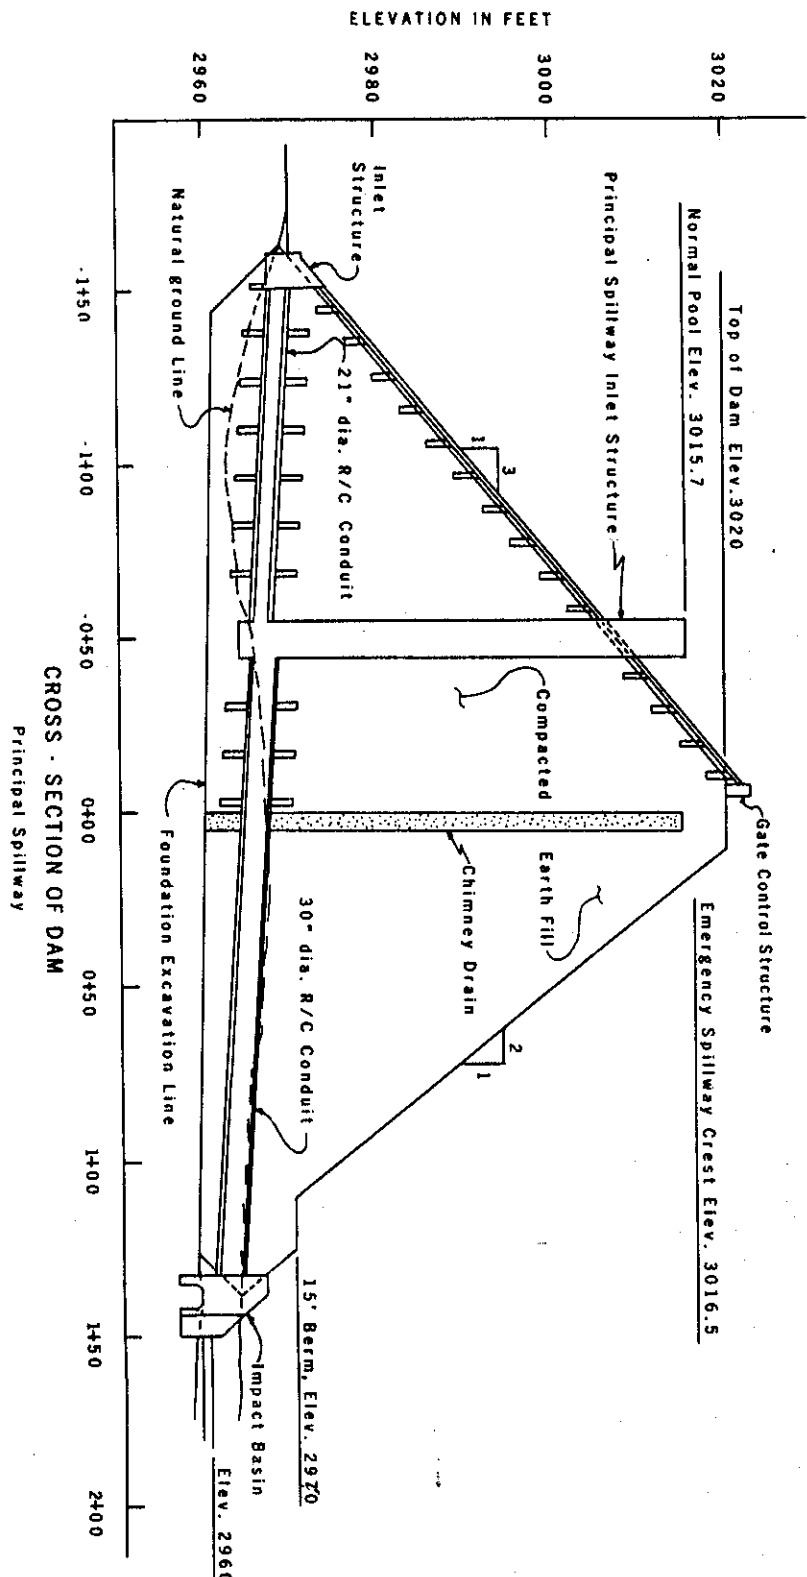 ELEVATION IN FEET
3020
3000
2980
2960
Top of Dam Elev. 3020
Normal Pool Elev. 3015.7
Principal Spillway Inlet Structure
Inlet
Structure
Natural ground Line
21" dia. R/C Conduit
1
3
Gate Control Structure
Emergency Spillway Crest Elev. 3016.5
Compacted
Earth Fill
Chimney Drain
30" dia. R/C Conduit
2
1
15' Berm, Elev. 2970
Impact Basin
Foundation Excavation Line
-1+50
-1+00
-0+50
0+00
0+50
1+00
1+50
2+00
CROSS - SECTION OF DAM
Principal Spillway